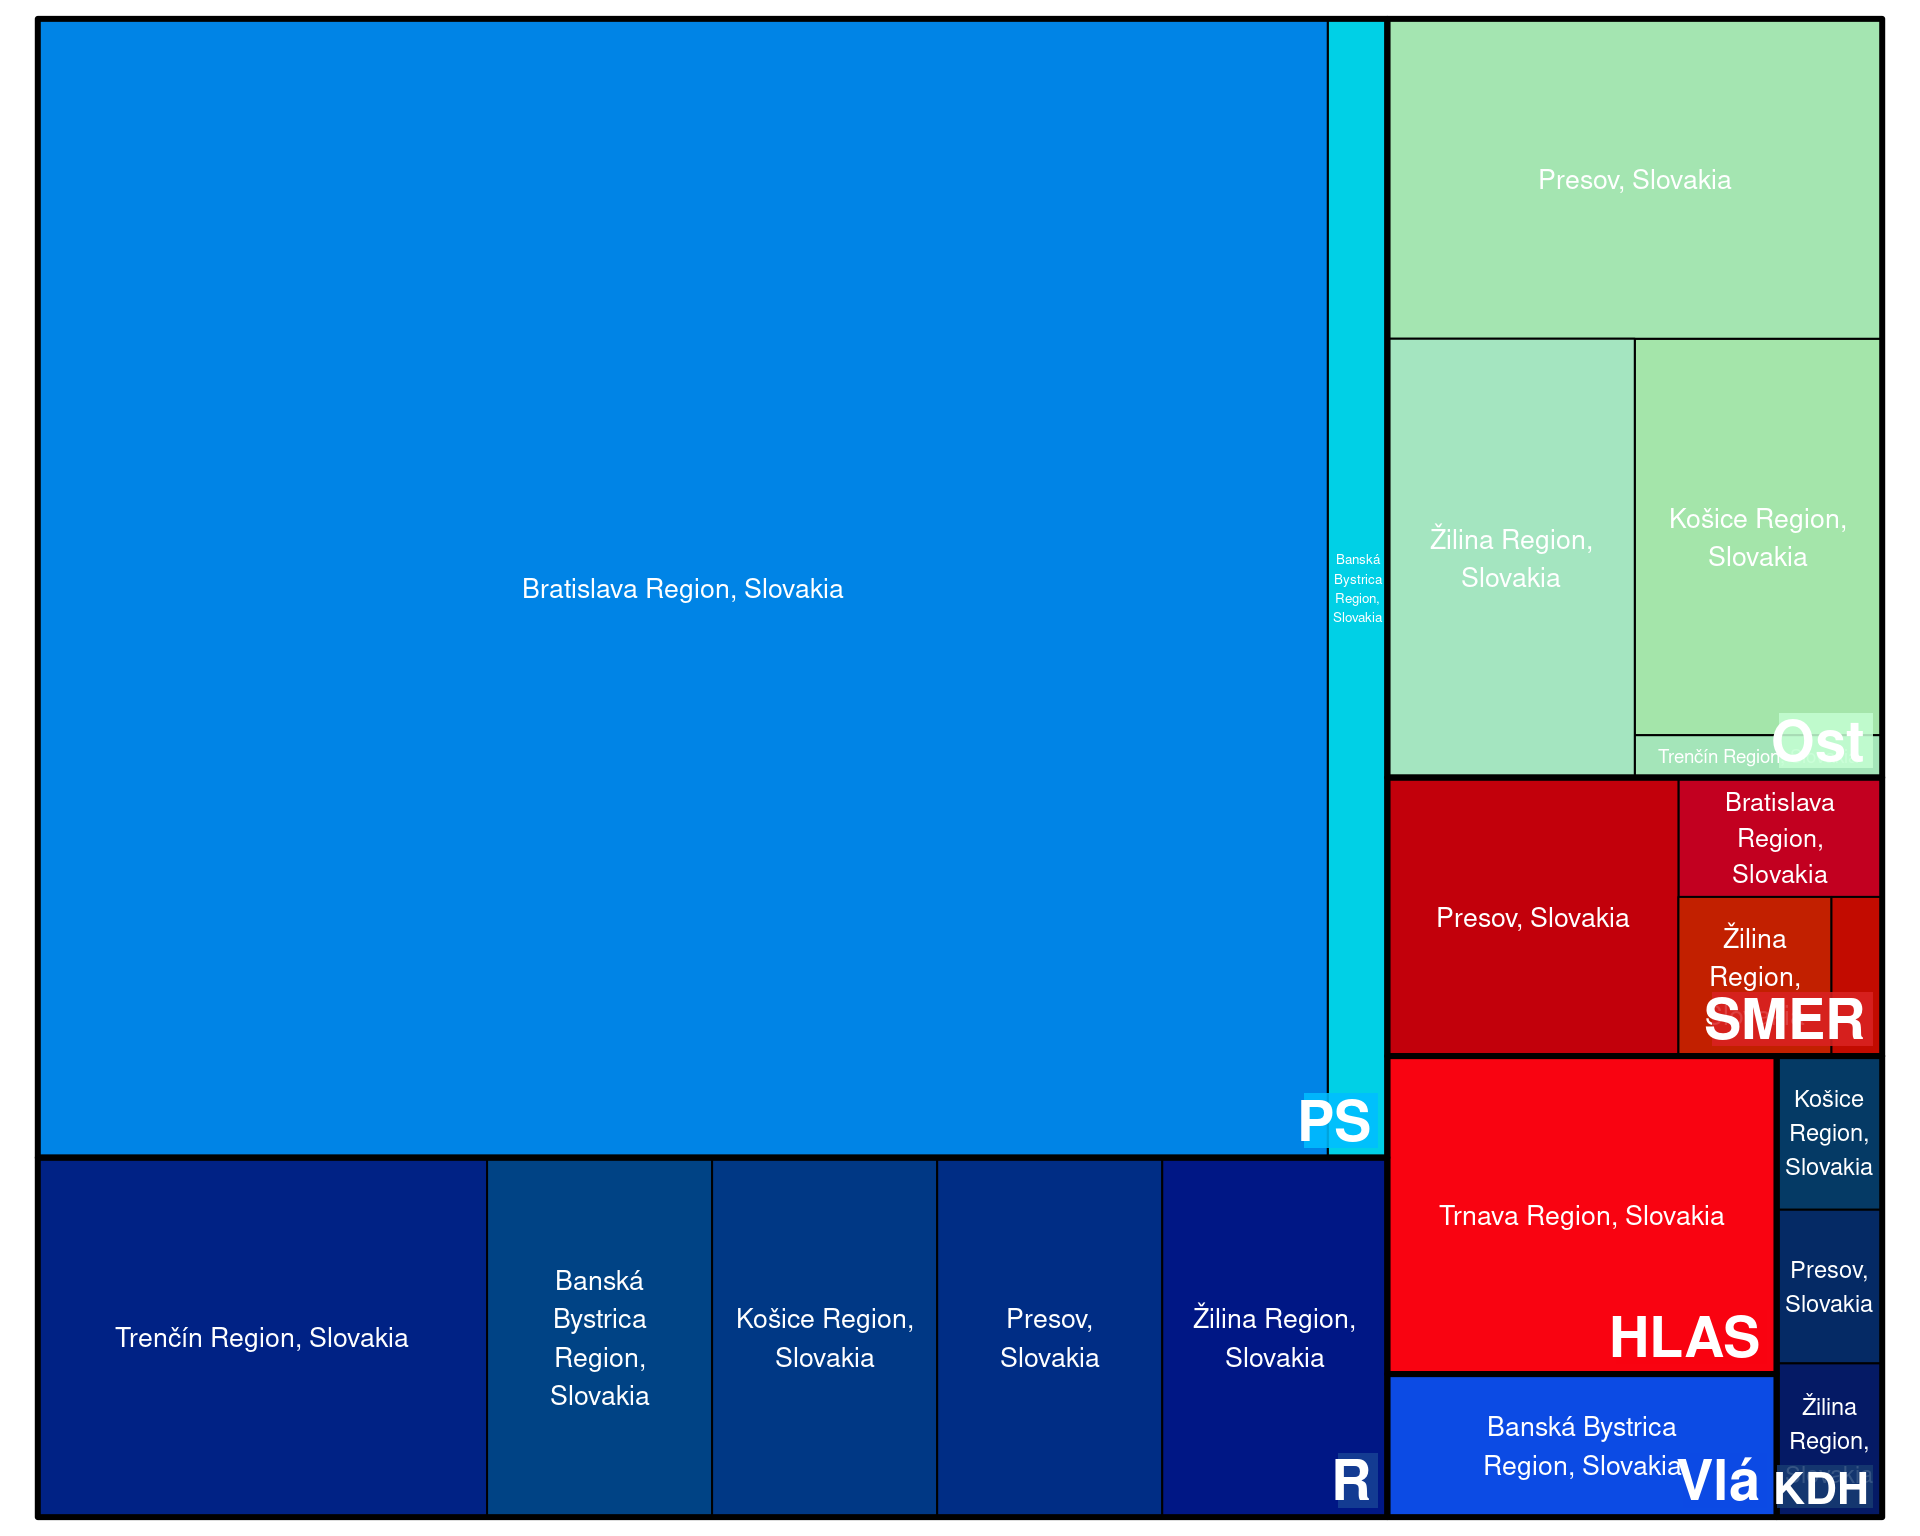 Bratislava Region, Slovakia
Banská
Bystrica
Region,
Slovakia
PS
Trenčín Region, Slovakia
Banská
Bystrica
Region,
Slovakia
Košice Region,
Slovakia
Presov,
Slovakia
Žilina Region,
Slovakia
R
Presov, Slovakia
Žilina Region,
Slovakia
Košice Region,
Slovakia
Trenčín Region
Ost
Presov, Slovakia
Bratislava
Region,
Slovakia
Žilina
Region,
SMER
Trnava Region, Slovakia
HLAS
Banská Bystrica
Region, Slovakia
Vlá
Košice
Region,
Slovakia
Presov,
Slovakia
Žilina
Region,
KDH